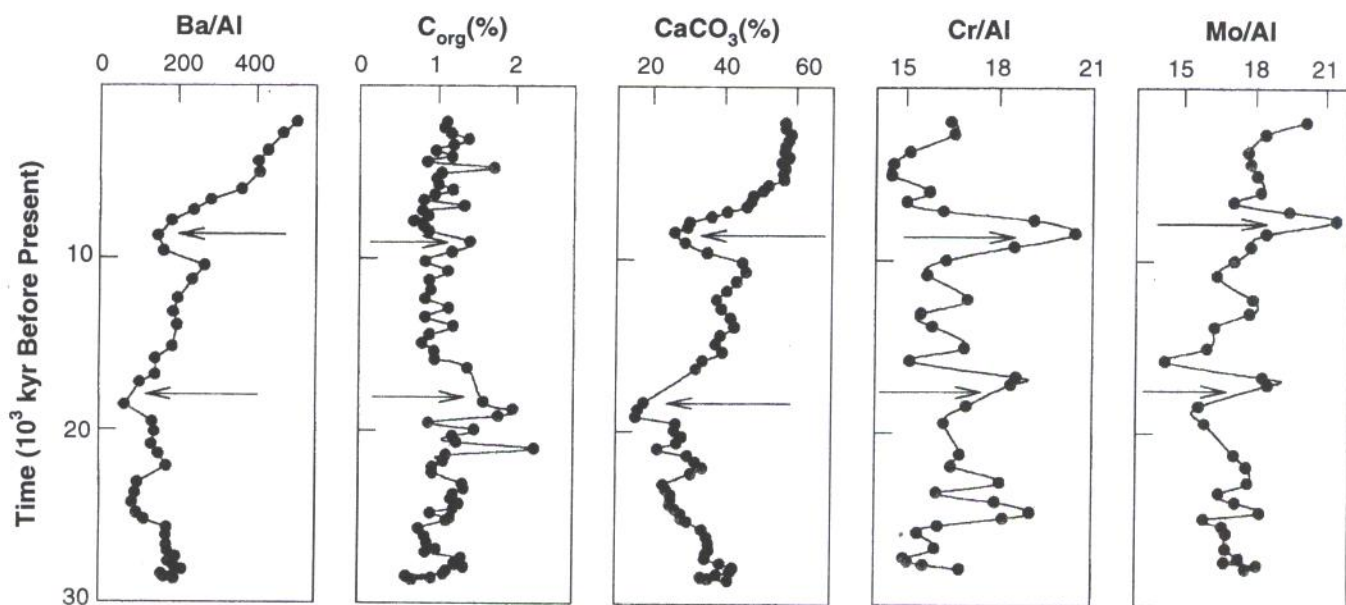 Ba/Al C_org(%) CaCO₃(%) Cr/Al Mo/Al
0 200 400 0 1 2 20 40 60 15 18 21 15 18 21
10
20
30
Time (10³ kyr Before Present)